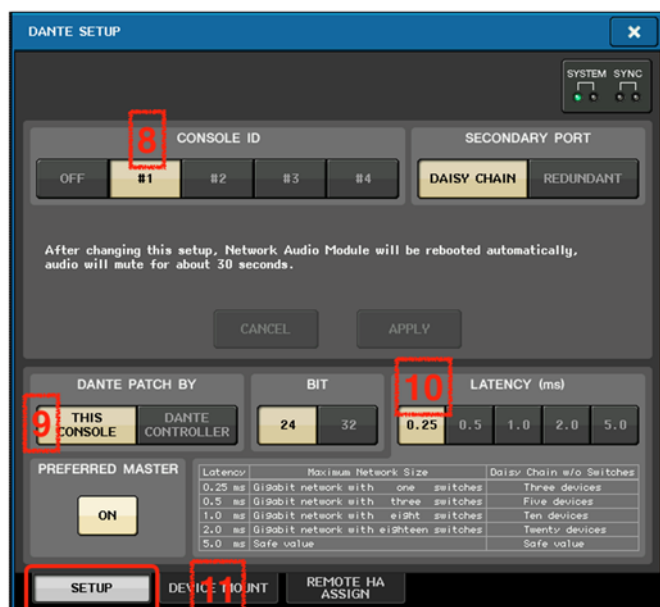 DANTE SETUP
SYSTEM SYNC
8
CONSOLE ID
SECONDARY PORT
OFF
#1
#2
#3
#4
DAISY CHAIN
REDUNDANT
After changing this setup, Network Audio Module will be rebooted automatically,
audio will mute for about 30 seconds.
CANCEL
APPLY
DANTE PATCH BY
BIT
10
LATENCY (ms)
9
THIS
CONSOLE
DANTE
CONTROLLER
24
32
0.25
0.5
1.0
2.0
5.0
PREFERRED MASTER
ON
Latency Maximum Network Size Daisy Chain w/o Switches
0.25 ms Gigabit network with one switches Three devices
0.5 ms Gigabit network with three switches Five devices
1.0 ms Gigabit network with eight switches Ten devices
2.0 ms Gigabit network with eighteen switches Twenty devices
5.0 ms Safe value Safe value
SETUP
11
DEVICE MOUNT
REMOTE HA
ASSIGN